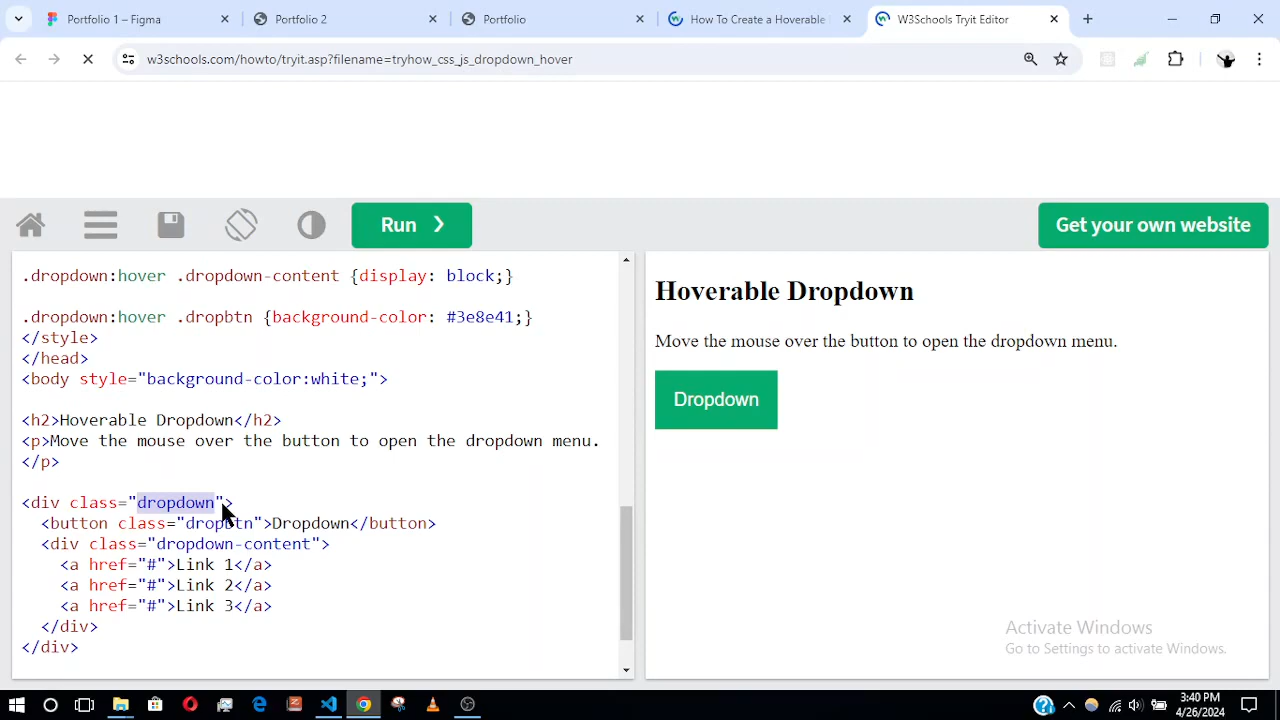 Portfolio 1 – Figma
Portfolio 2
Portfolio
How To Create a Hoverable
W3Schools Tryit Editor
w3schools.com/howto/tryit.asp?filename=tryhow_css_js_dropdown_hover
Run ❯
Get your own website
.dropdown:hover .dropdown-content {display: block;}
.dropdown:hover .dropbtn {background-color: #3e8e41;}
</style>
</head>
<body style="background-color:white;">
<h2>Hoverable Dropdown</h2>
<p>Move the mouse over the button to open the dropdown menu.
</p>
<div class="dropdown">
<button class="dropbtn">Dropdown</button>
<div class="dropdown-content">
<a href="#">Link 1</a>
<a href="#">Link 2</a>
<a href="#">Link 3</a>
</div>
</div>
Hoverable Dropdown
Move the mouse over the button to open the dropdown menu.
Dropdown
Activate Windows
Go to Settings to activate Windows.
3:40 PM
4/26/2024